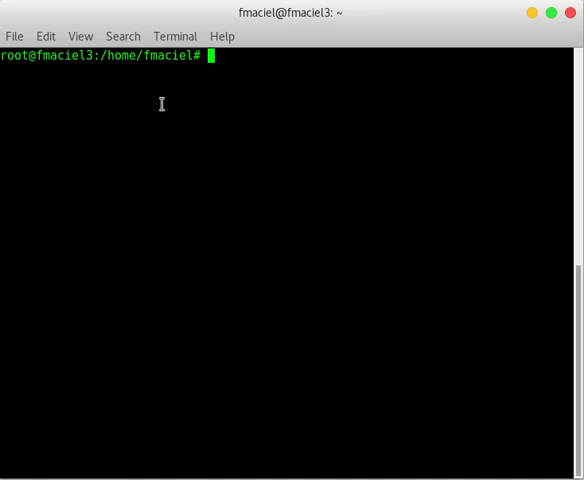 fmaciel@fmaciel3: ~
File Edit View Search Terminal Help
root@fmaciel3:/home/fmaciel#